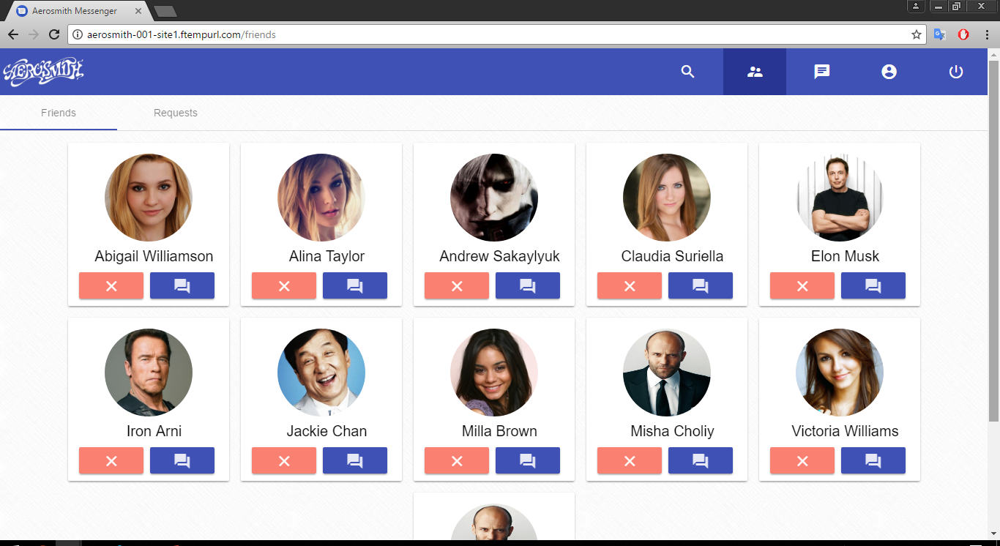 Aerosmith Messenger
aerosmith-001-site1.ftempurl.com/friends
AEROSMITH
Friends
Requests
Abigail Williamson
Alina Taylor
Andrew Sakaylyuk
Claudia Suriella
Elon Musk
Iron Arni
Jackie Chan
Milla Brown
Misha Choliy
Victoria Williams